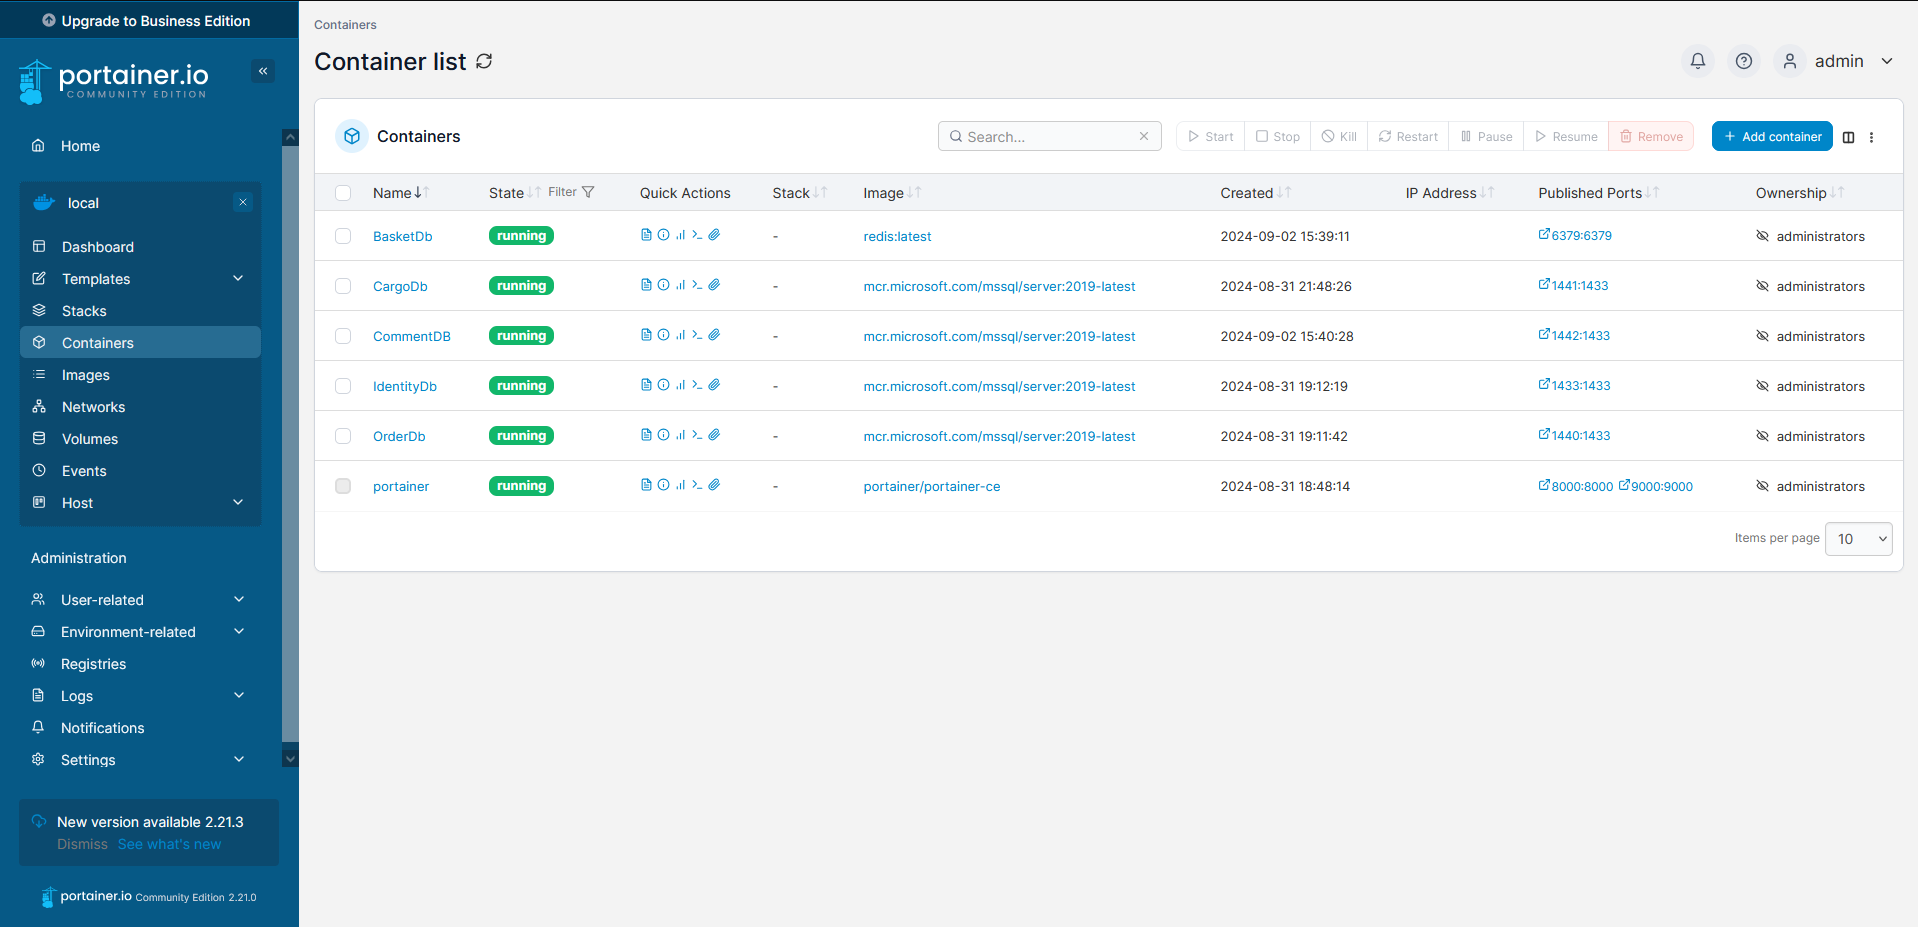 Upgrade to Business Edition
portainer.io
COMMUNITY EDITION
Home
local
Dashboard
Templates
Stacks
Containers
Images
Networks
Volumes
Events
Host
Administration
User-related
Environment-related
Registries
Logs
Notifications
Settings
New version available 2.21.3
Dismiss See what's new
portainer.io Community Edition 2.21.0
Containers
Container list
admin
Containers
Search...
Start Stop Kill Restart Pause Resume Remove
Add container
Name State Filter Quick Actions Stack Image Created IP Address Published Ports Ownership
BasketDb running - redis:latest 2024-09-02 15:39:11 6379:6379 administrators
CargoDb running - mcr.microsoft.com/mssql/server:2019-latest 2024-08-31 21:48:26 1441:1433 administrators
CommentDB running - mcr.microsoft.com/mssql/server:2019-latest 2024-09-02 15:40:28 1442:1433 administrators
IdentityDb running - mcr.microsoft.com/mssql/server:2019-latest 2024-08-31 19:12:19 1433:1433 administrators
OrderDb running - mcr.microsoft.com/mssql/server:2019-latest 2024-08-31 19:11:42 1440:1433 administrators
portainer running - portainer/portainer-ce 2024-08-31 18:48:14 8000:8000 9000:9000 administrators
Items per page 10